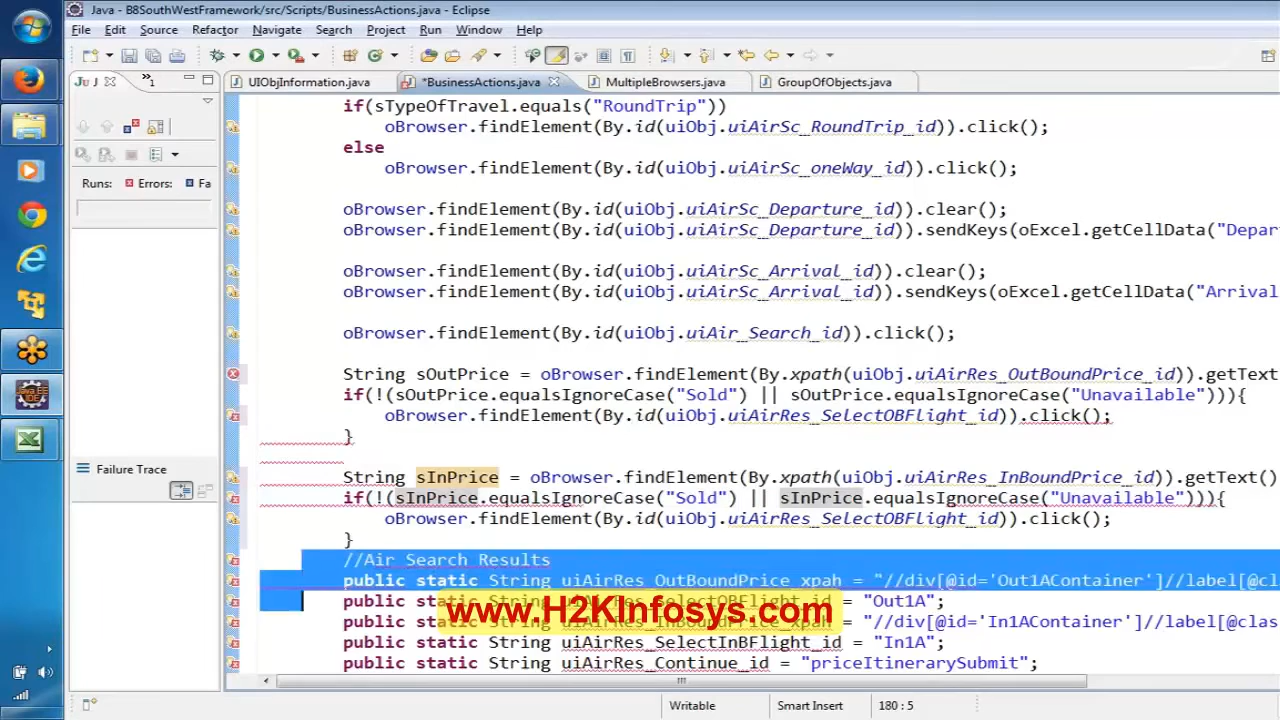 Java - B8SouthWestFramework/src/Scripts/BusinessActions.java - Eclipse
File Edit Source Refactor Navigate Search Project Run Window Help
Ju J
UIObjInformation.java
*BusinessActions.java
MultipleBrowsers.java
GroupOfObjects.java
if(sTypeOfTravel.equals("RoundTrip"))
oBrowser.findElement(By.id(uiObj.uiAirSc_RoundTrip_id)).click();
else
oBrowser.findElement(By.id(uiObj.uiAirSc_oneWay_id)).click();
Runs: Errors: Fa
oBrowser.findElement(By.id(uiObj.uiAirSc_Departure_id)).clear();
oBrowser.findElement(By.id(uiObj.uiAirSc_Departure_id)).sendKeys(oExcel.getCellData("Depar
oBrowser.findElement(By.id(uiObj.uiAirSc_Arrival_id)).clear();
oBrowser.findElement(By.id(uiObj.uiAirSc_Arrival_id)).sendKeys(oExcel.getCellData("Arrival
oBrowser.findElement(By.id(uiObj.uiAir_Search_id)).click();
String sOutPrice = oBrowser.findElement(By.xpath(uiObj.uiAirRes_OutBoundPrice_id)).getText
if(!(sOutPrice.equalsIgnoreCase("Sold") || sOutPrice.equalsIgnoreCase("Unavailable"))){
oBrowser.findElement(By.id(uiObj.uiAirRes_SelectOBFlight_id)).click();
}
Failure Trace
String sInPrice = oBrowser.findElement(By.xpath(uiObj.uiAirRes_InBoundPrice_id)).getText()
if(!(sInPrice.equalsIgnoreCase("Sold") || sInPrice.equalsIgnoreCase("Unavailable"))){
oBrowser.findElement(By.id(uiObj.uiAirRes_SelectOBFlight_id)).click();
}
//Air Search Results
public static String uiAirRes_OutBoundPrice_xpah = "//div[@id='Out1AContainer']//label[@cl
public static String uiAirRes_SelectOBFlight_id = "Out1A";
public static String uiAirRes_InBoundPrice_xpah = "//div[@id='In1AContainer']//label[@clas
public static String uiAirRes_SelectInBFlight_id = "In1A";
public static String uiAirRes_Continue_id = "priceItinerarySubmit";
www.H2KInfosys.com
Writable Smart Insert 180 : 5